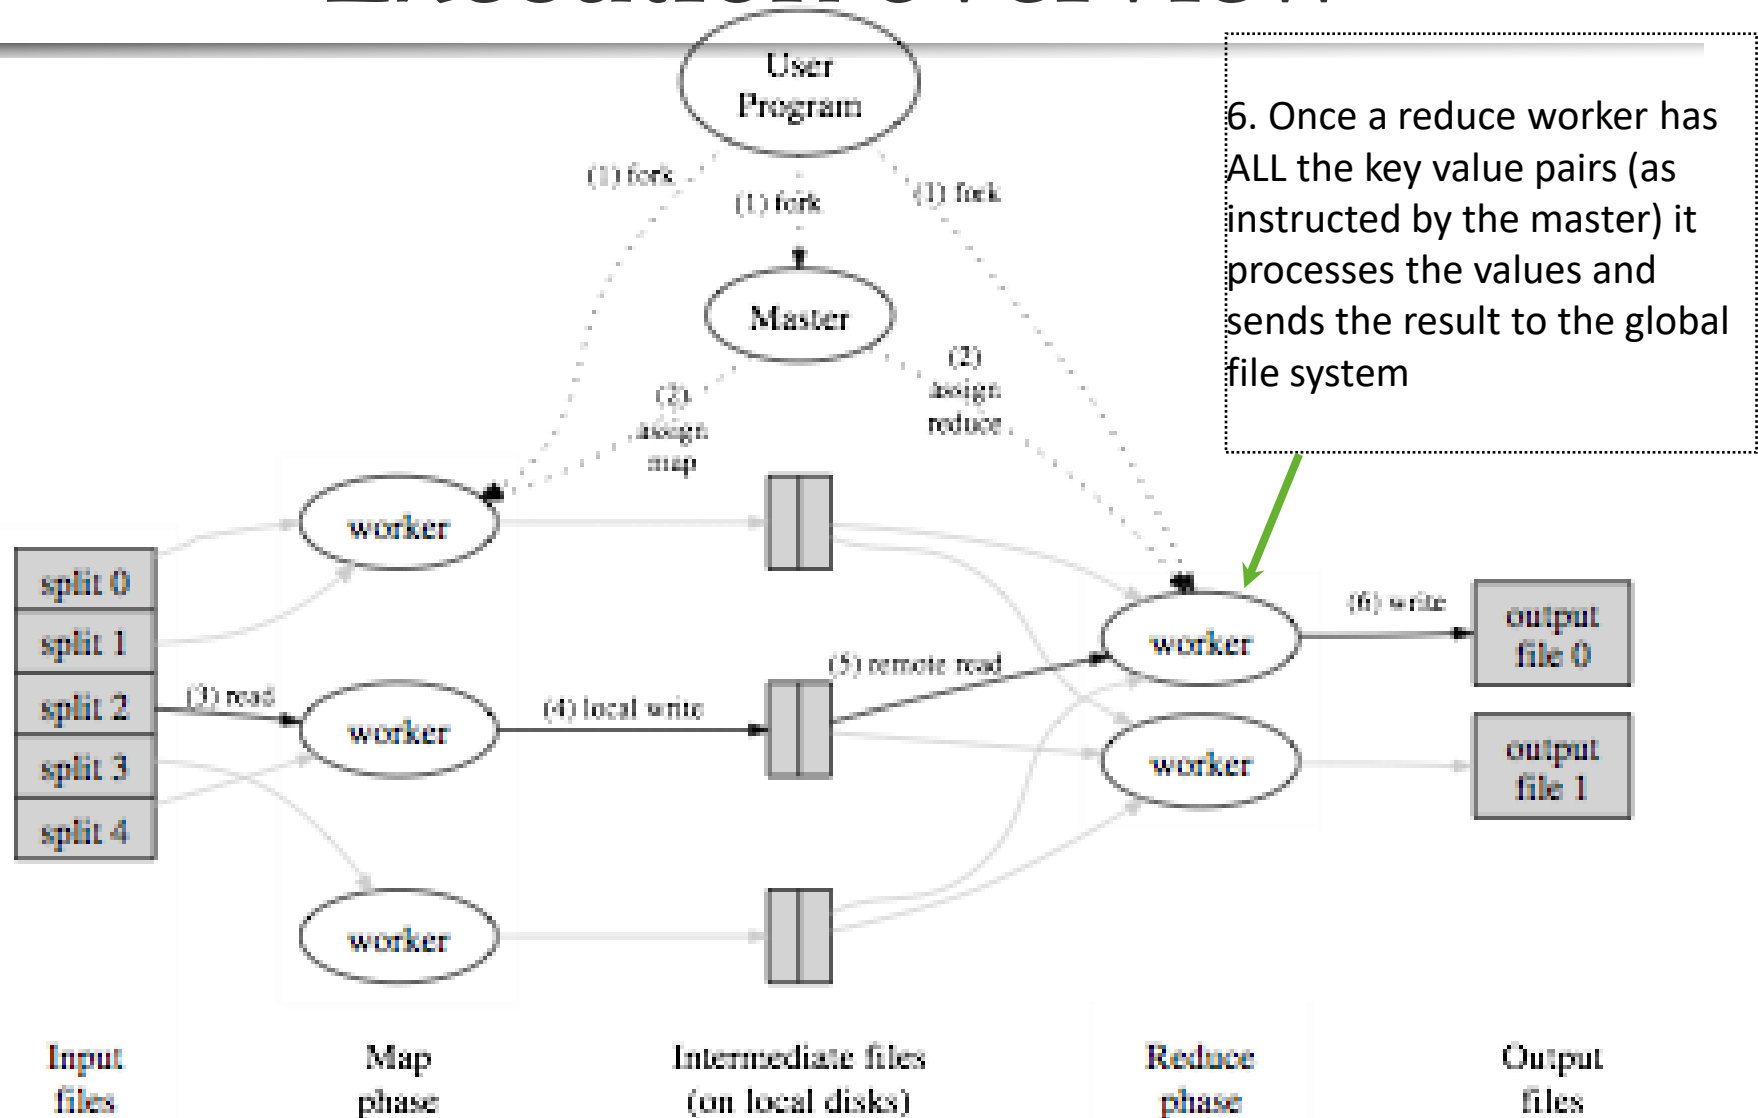 Execution overview
User
Program
6. Once a reduce worker has
ALL the key value pairs (as
instructed by the master) it
processes the values and
sends the result to the global
file system
(1) fork
(1) fork
(1) fork
Master
(2)
assign
map
(2)
assign
reduce
worker
split 0
split 1
split 2
split 3
split 4
(3) read
worker
(4) local write
(5) remote read
worker
(6) write
output
file 0
worker
output
file 1
worker
Input
files
Map
phase
Intermediate files
(on local disks)
Reduce
phase
Output
files